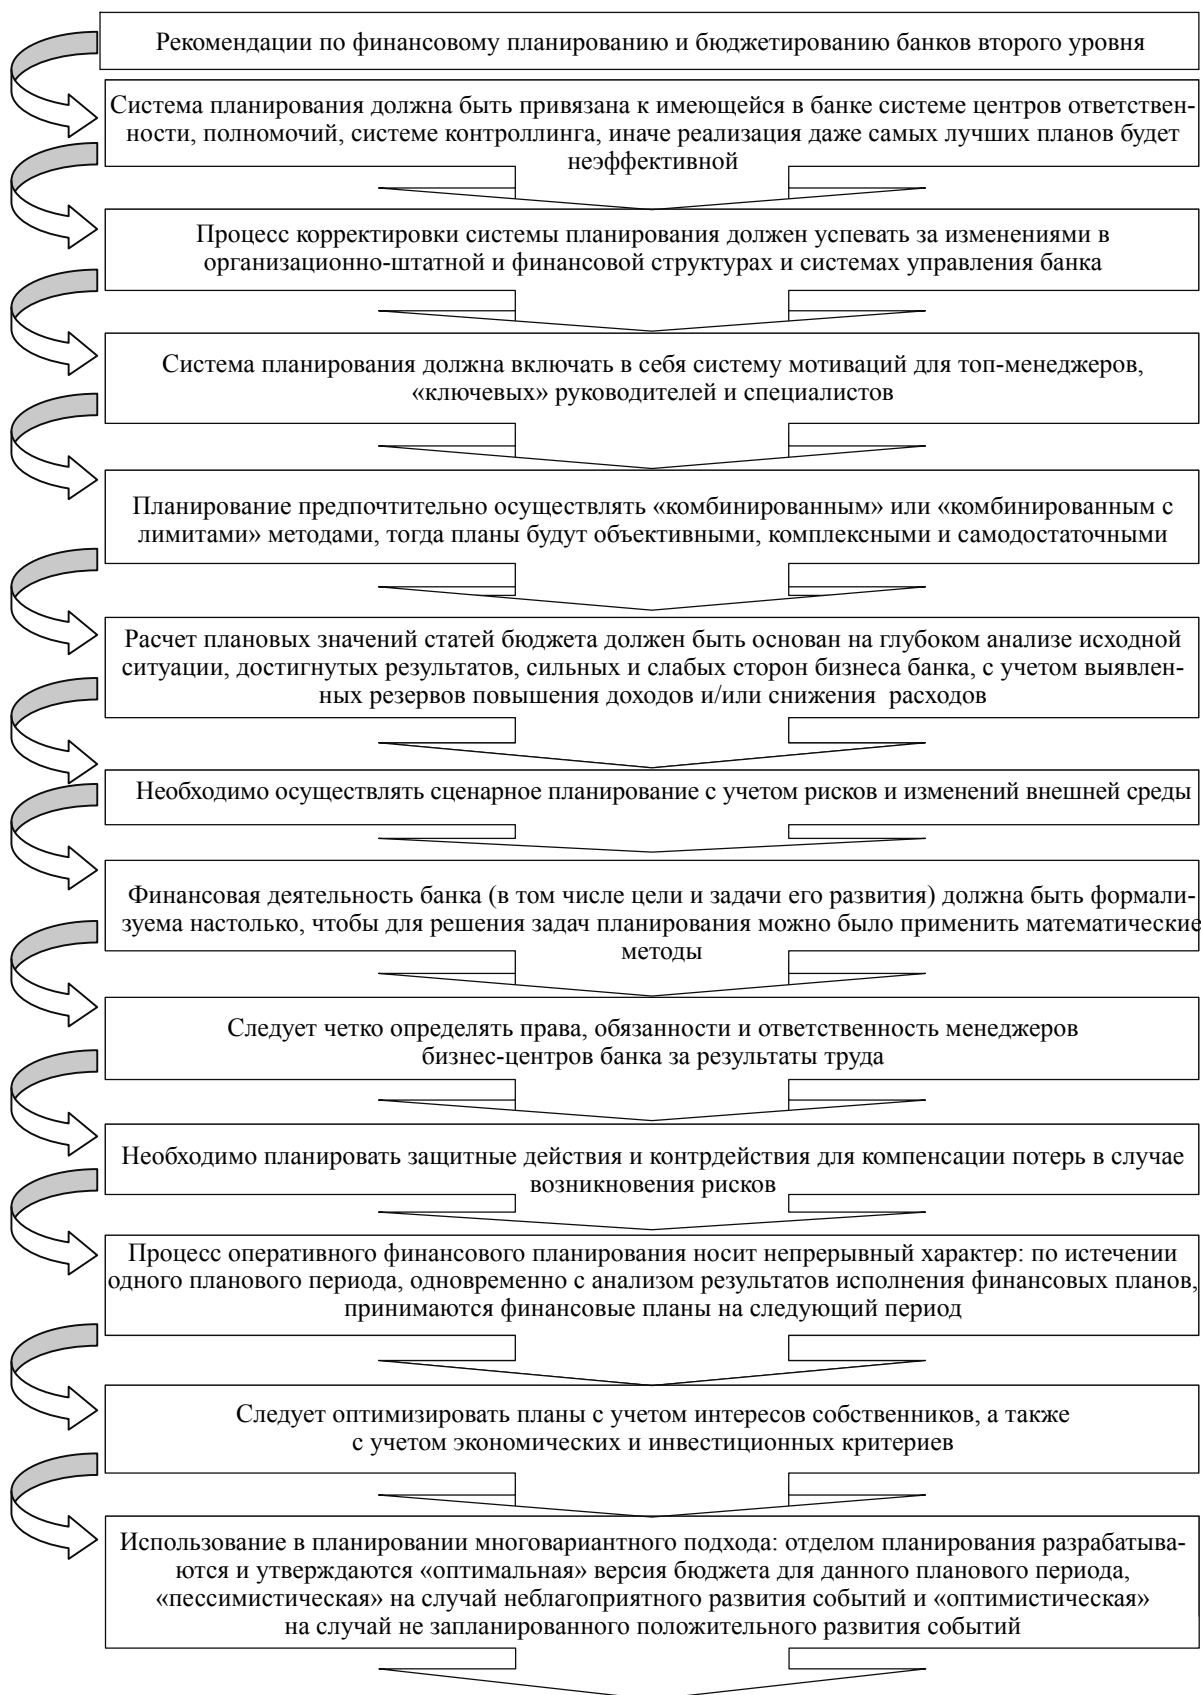 Рекомендации по финансовому планированию и бюджетированию банков второго уровня
Система планирования должна быть привязана к имеющейся в банке системе центров ответствен-
ности, полномочий, системе контроллинга, иначе реализация даже самых лучших планов будет
неэффективной
Процесс корректировки системы планирования должен успевать за изменениями в
организационно-штатной и финансовой структурах и системах управления банка
Система планирования должна включать в себя систему мотиваций для топ-менеджеров,
«ключевых» руководителей и специалистов
Планирование предпочтительно осуществлять «комбинированным» или «комбинированным с
лимитами» методами, тогда планы будут объективными, комплексными и самодостаточными
Расчет плановых значений статей бюджета должен быть основан на глубоком анализе исходной
ситуации, достигнутых результатов, сильных и слабых сторон бизнеса банка, с учетом выявлен-
ных резервов повышения доходов и/или снижения расходов
Необходимо осуществлять сценарное планирование с учетом рисков и изменений внешней среды
Финансовая деятельность банка (в том числе цели и задачи его развития) должна быть формали-
зуема настолько, чтобы для решения задач планирования можно было применить математические
методы
Следует четко определять права, обязанности и ответственность менеджеров
бизнес-центров банка за результаты труда
Необходимо планировать защитные действия и контрдействия для компенсации потерь в случае
возникновения рисков
Процесс оперативного финансового планирования носит непрерывный характер: по истечении
одного планового периода, одновременно с анализом результатов исполнения финансовых планов,
принимаются финансовые планы на следующий период
Следует оптимизировать планы с учетом интересов собственников, а также
с учетом экономических и инвестиционных критериев
Использование в планировании многовариантного подхода: отделом планирования разрабатыва-
ются и утверждаются «оптимальная» версия бюджета для данного планового периода,
«пессимистическая» на случай неблагоприятного развития событий и «оптимистическая»
на случай не запланированного положительного развития событий